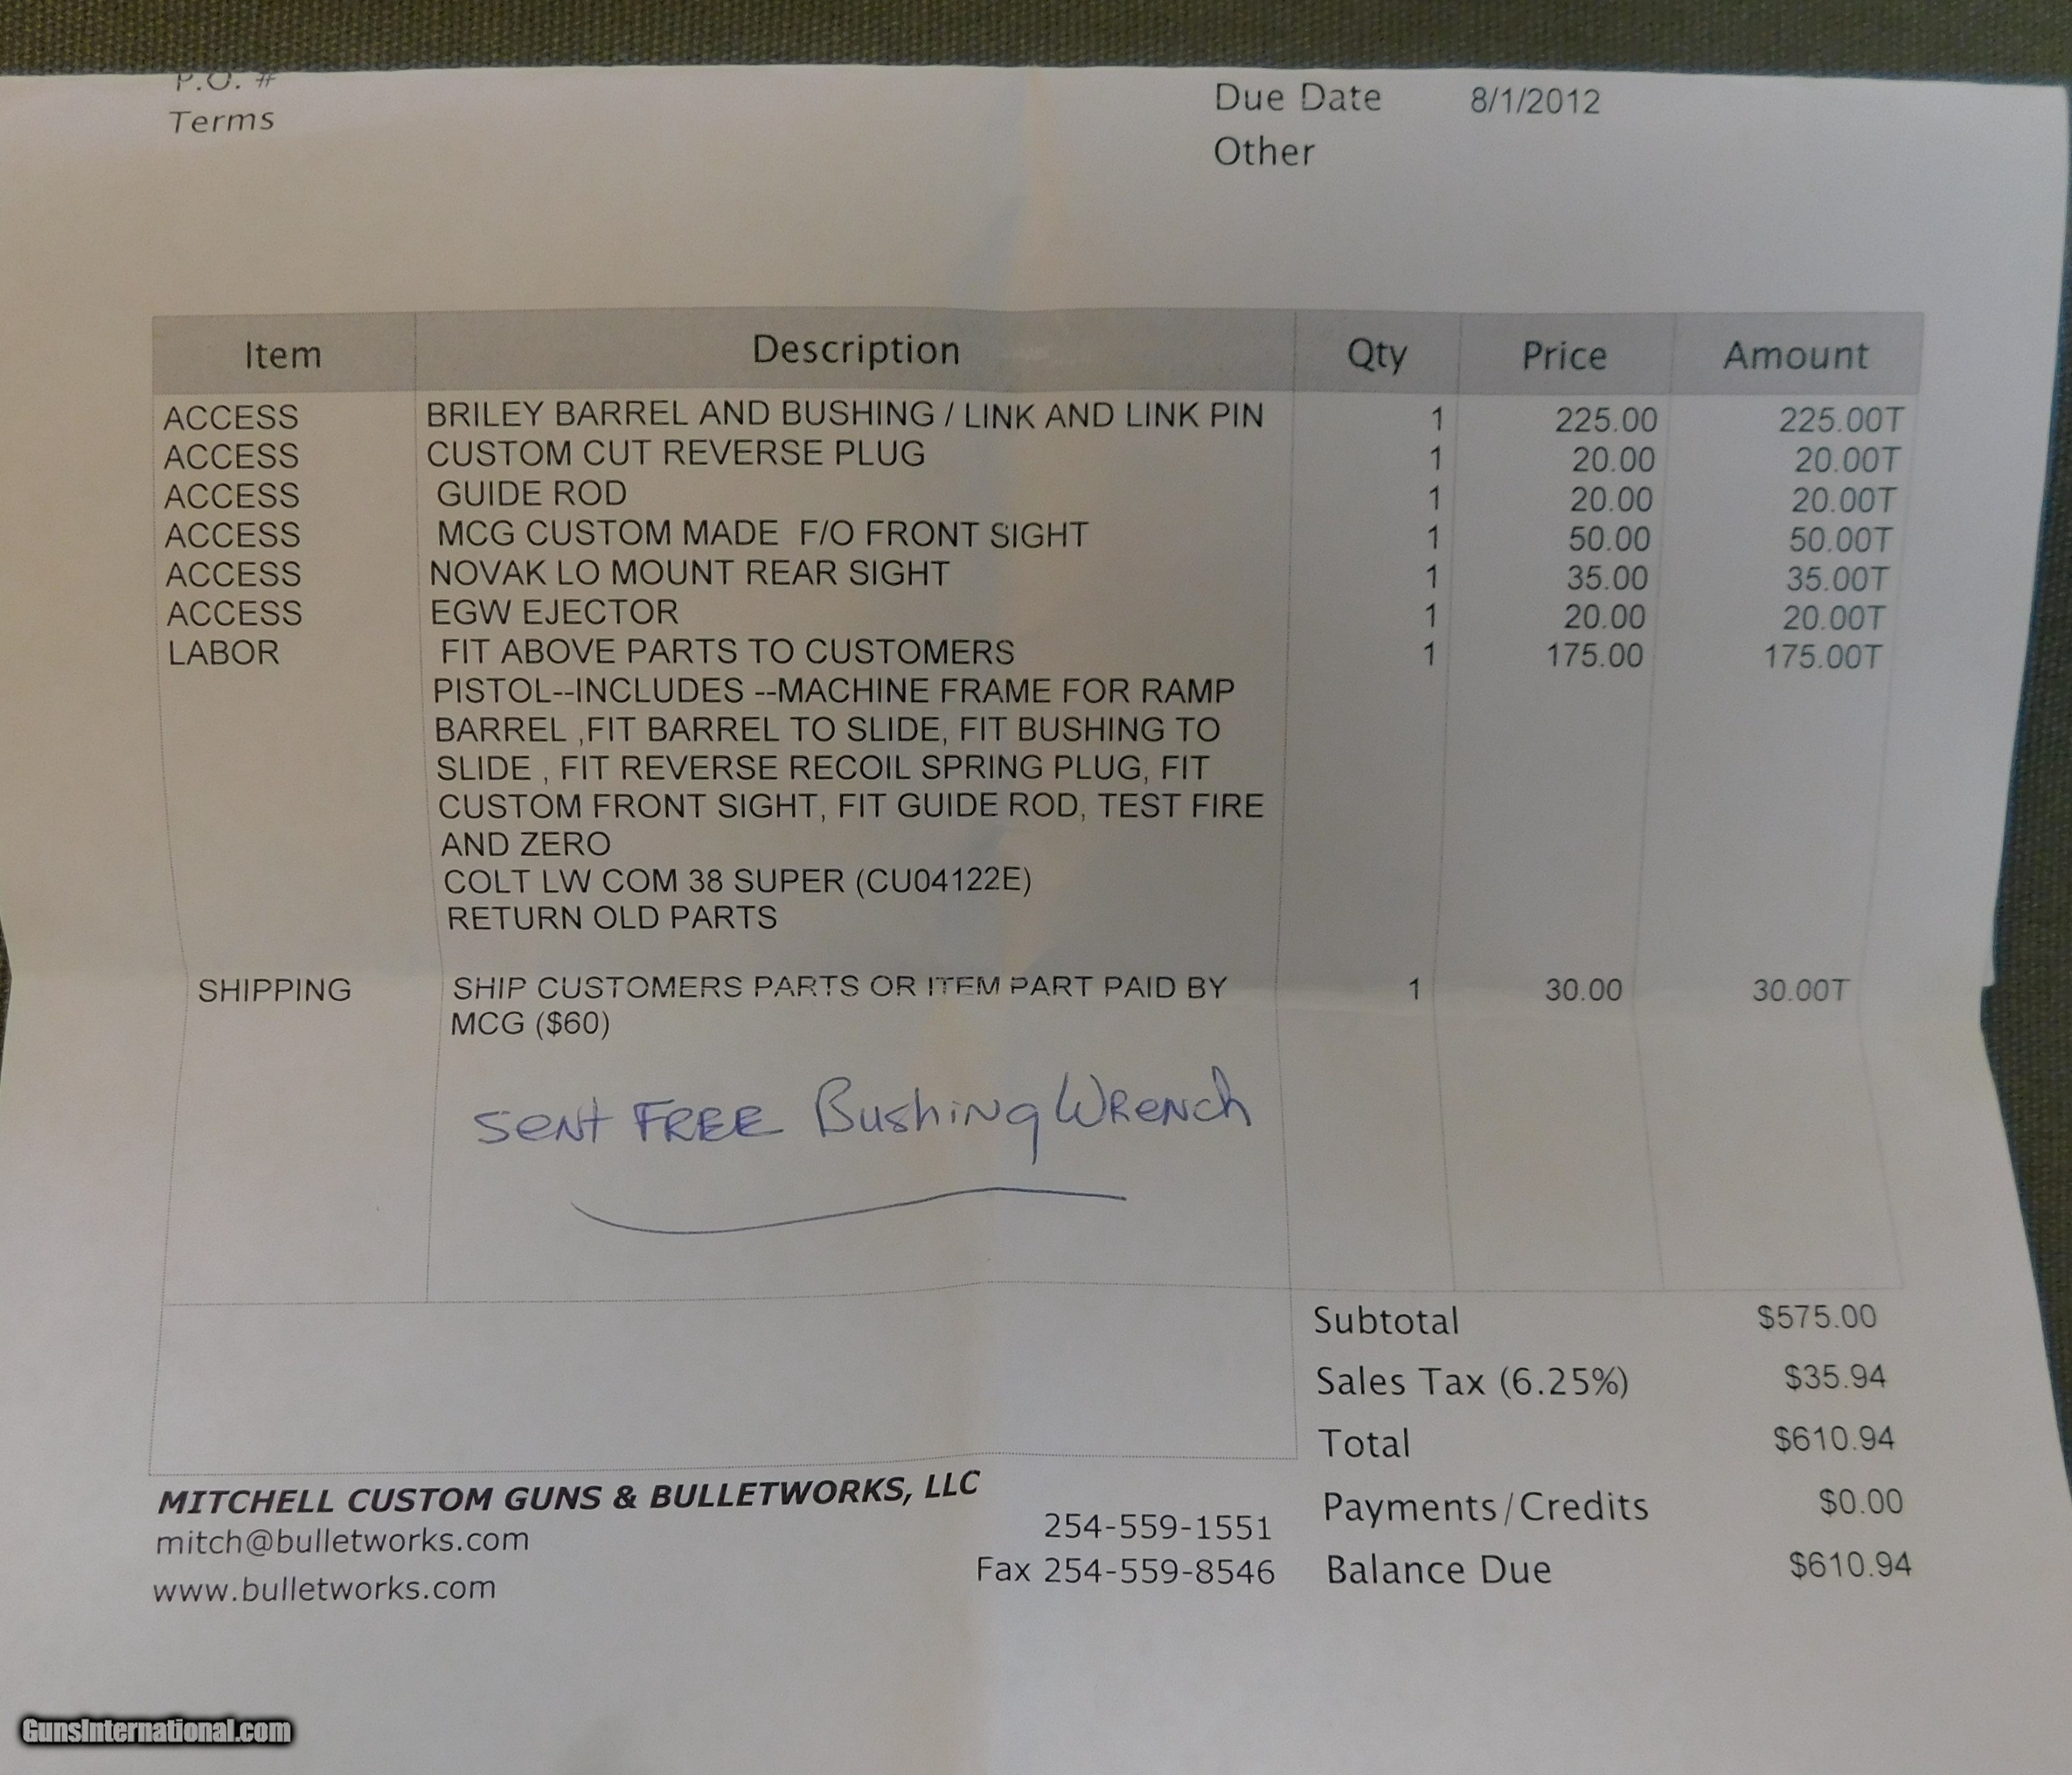 P.O. #
Terms
Due Date 8/1/2012
Other
Item Description Qty Price Amount
ACCESS BRILEY BARREL AND BUSHING / LINK AND LINK PIN 1 225.00 225.00T
ACCESS CUSTOM CUT REVERSE PLUG 1 20.00 20.00T
ACCESS GUIDE ROD 1 20.00 20.00T
ACCESS MCG CUSTOM MADE F/O FRONT SIGHT 1 50.00 50.00T
ACCESS NOVAK LO MOUNT REAR SIGHT 1 35.00 35.00T
ACCESS EGW EJECTOR 1 20.00 20.00T
LABOR FIT ABOVE PARTS TO CUSTOMERS 1 175.00 175.00T
PISTOL--INCLUDES --MACHINE FRAME FOR RAMP
BARREL ,FIT BARREL TO SLIDE, FIT BUSHING TO
SLIDE , FIT REVERSE RECOIL SPRING PLUG, FIT
CUSTOM FRONT SIGHT, FIT GUIDE ROD, TEST FIRE
AND ZERO
COLT LW COM 38 SUPER (CU04122E)
RETURN OLD PARTS
SHIPPING SHIP CUSTOMERS PARTS OR ITEM PART PAID BY 1 30.00 30.00T
MCG ($60)
Sent FREE Bushing Wrench
Subtotal $575.00
Sales Tax (6.25%) $35.94
Total $610.94
Payments/Credits $0.00
Balance Due $610.94
MITCHELL CUSTOM GUNS & BULLETWORKS, LLC
mitch@bulletworks.com 254-559-1551
www.bulletworks.com Fax 254-559-8546
GunsInternational.com